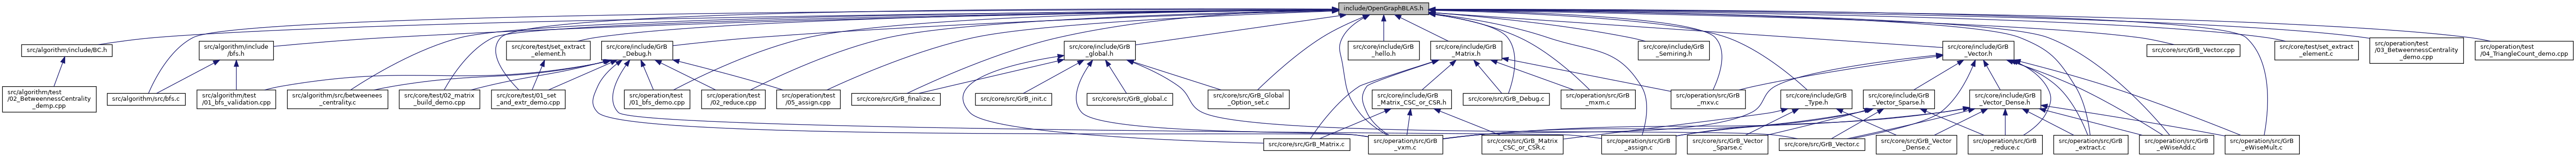 include/OpenGraphBLAS.h
src/algorithm/include/BC.h
src/algorithm/include
/bfs.h
src/core/test/set_extract
_element.h
src/core/include/GrB
_Debug.h
src/core/include/GrB
_global.h
src/core/include/GrB
_hello.h
src/core/include/GrB
_Matrix.h
src/core/include/GrB
_Semiring.h
src/core/include/GrB
_Vector.h
src/core/src/GrB_Vector.cpp
src/core/test/set_extract
_element.c
src/operation/test
/03_BetweennessCentrality
_demo.cpp
src/operation/test
/04_TriangleCount_demo.cpp
src/algorithm/test
/02_BetweennessCentrality
_demp.cpp
src/algorithm/src/bfs.c
src/algorithm/test
/01_bfs_validation.cpp
src/algorithm/src/betweenees
_centrality.c
src/core/test/02_matrix
_build_demo.cpp
src/core/test/01_set
_and_extr_demo.cpp
src/operation/test
/01_bfs_demo.cpp
src/operation/test
/02_reduce.cpp
src/operation/test
/05_assign.cpp
src/core/src/GrB_finalize.c
src/core/src/GrB_init.c
src/core/src/GrB_global.c
src/core/src/GrB_Global
_Option_set.c
src/core/include/GrB
_Matrix_CSC_or_CSR.h
src/core/src/GrB_Debug.c
src/operation/src/GrB
_mxm.c
src/operation/src/GrB
_mxv.c
src/core/include/GrB
_Type.h
src/core/include/GrB
_Vector_Sparse.h
src/core/include/GrB
_Vector_Dense.h
src/core/src/GrB_Matrix.c
src/operation/src/GrB
_vxm.c
src/core/src/GrB_Matrix
_CSC_or_CSR.c
src/operation/src/GrB
_assign.c
src/core/src/GrB_Vector
_Sparse.c
src/core/src/GrB_Vector.c
src/core/src/GrB_Vector
_Dense.c
src/operation/src/GrB
_reduce.c
src/operation/src/GrB
_extract.c
src/operation/src/GrB
_eWiseAdd.c
src/operation/src/GrB
_eWiseMult.c